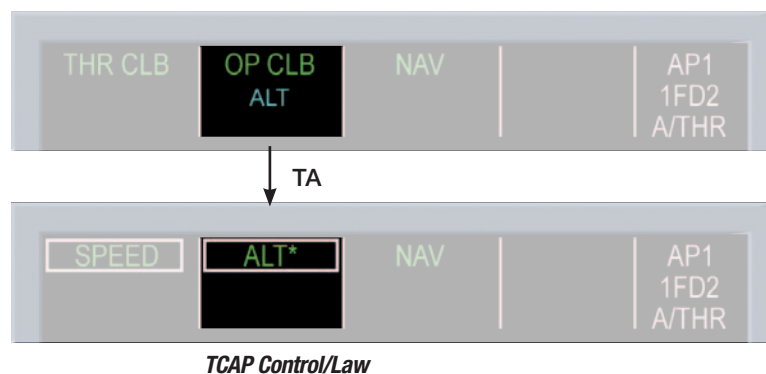 THR CLB OP CLB NAV AP1
ALT 1FD2
A/THR
TA
SPEED ALT* NAV AP1
1FD2
A/THR
TCAP Control/Law